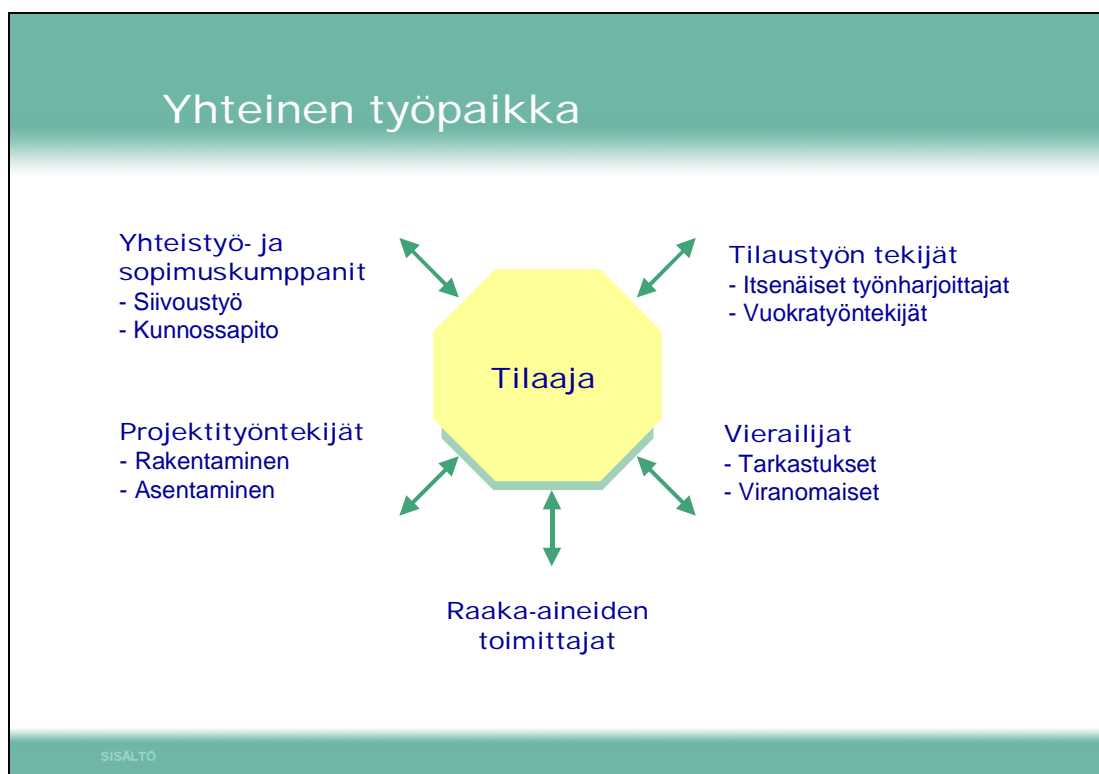 Yhteinen työpaikka
Yhteistyö- ja
sopimuskumppanit
- Siivoustyö
- Kunnossapito
Tilaustyön tekijät
- Itsenäiset työnharjoittajat
- Vuokratyöntekijät
Tilaaja
Projektityöntekijät
- Rakentaminen
- Asentaminen
Vierailijat
- Tarkastukset
- Viranomaiset
Raaka-aineiden
toimittajat
SISÄLTÖ